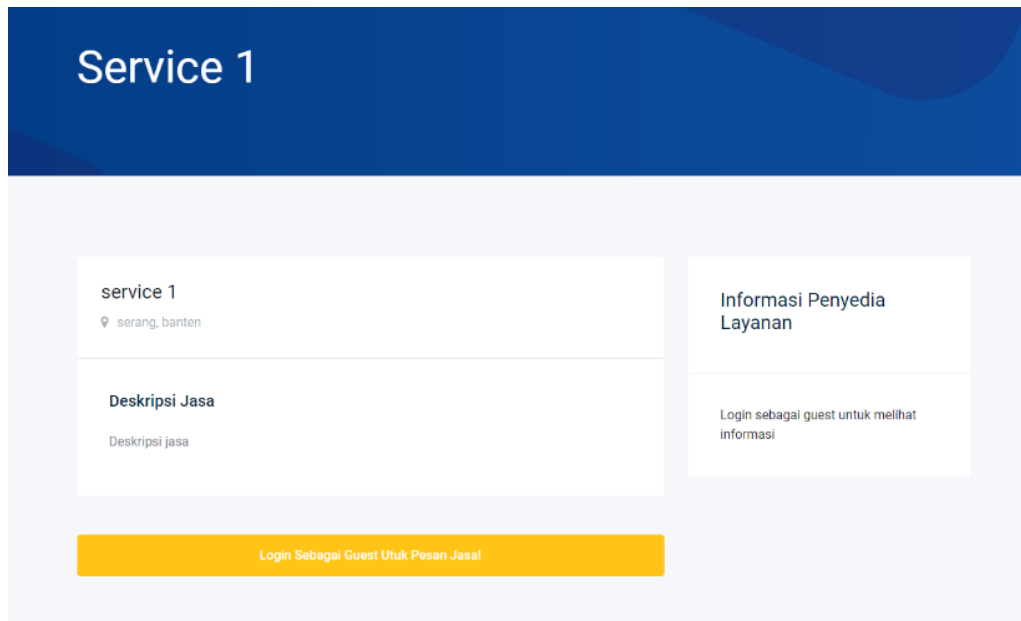 Service 1
service 1
serang, banten
Deskripsi Jasa
Deskripsi jasa
Login Sebagai Guest Utuk Pesan Jasa!
Informasi Penyedia
Layanan
Login sebagai guest untuk melihat
informasi